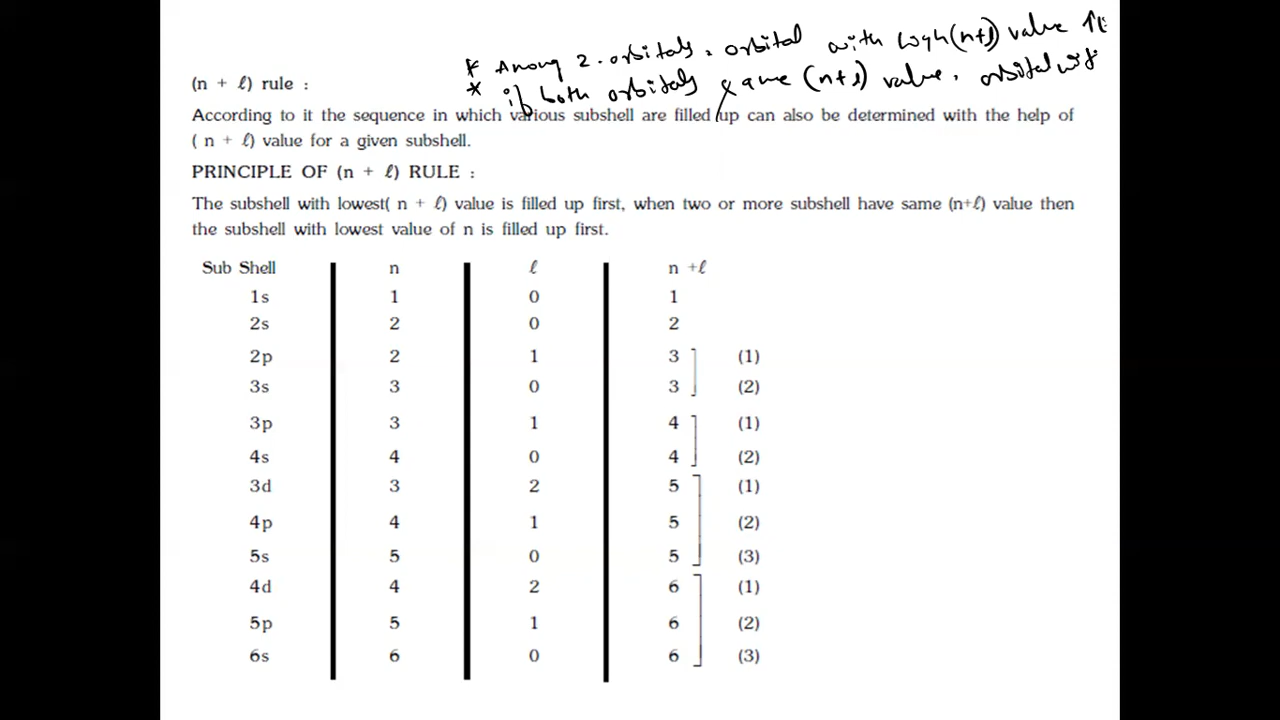 * Among 2 orbitals, orbital with high (n+l) value
* if both orbitals same (n+l) value, orbital with
(n + ℓ) rule :
According to it the sequence in which various subshell are filled up can also be determined with the help of
( n + ℓ) value for a given subshell.
PRINCIPLE OF (n + ℓ) RULE :
The subshell with lowest( n + ℓ) value is filled up first, when two or more subshell have same (n+ℓ) value then
the subshell with lowest value of n is filled up first.
Sub Shell n ℓ n +ℓ
1s 1 0 1
2s 2 0 2
2p 2 1 3 (1)
3s 3 0 3 (2)
3p 3 1 4 (1)
4s 4 0 4 (2)
3d 3 2 5 (1)
4p 4 1 5 (2)
5s 5 0 5 (3)
4d 4 2 6 (1)
5p 5 1 6 (2)
6s 6 0 6 (3)